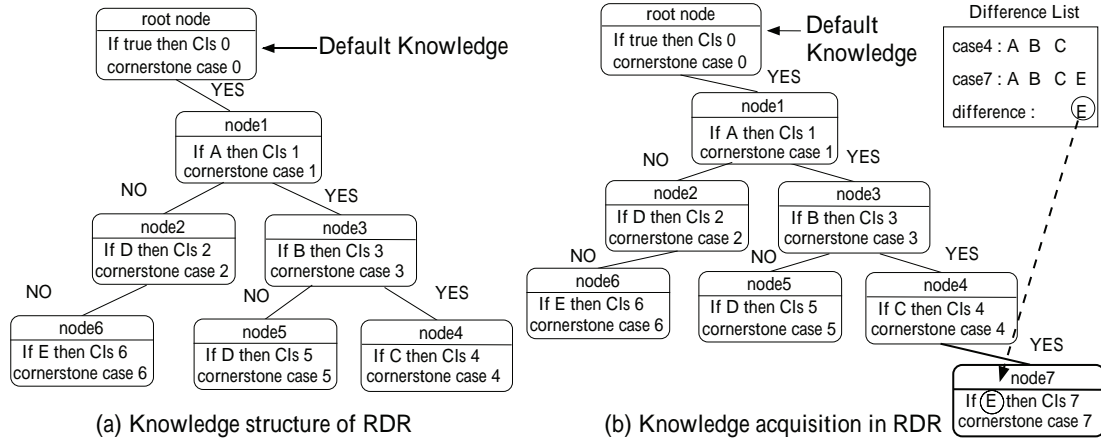 root node
If true then Cls 0
cornerstone case 0
Default Knowledge
YES
node1
If A then Cls 1
cornerstone case 1
NO
YES
node2
If D then Cls 2
cornerstone case 2
node3
If B then Cls 3
cornerstone case 3
NO
NO
YES
node6
If E then Cls 6
cornerstone case 6
node5
If D then Cls 5
cornerstone case 5
node4
If C then Cls 4
cornerstone case 4
(a) Knowledge structure of RDR
root node
If true then Cls 0
cornerstone case 0
Default
Knowledge
YES
node1
If A then Cls 1
cornerstone case 1
NO
YES
node2
If D then Cls 2
cornerstone case 2
node3
If B then Cls 3
cornerstone case 3
NO
NO
YES
node6
If E then Cls 6
cornerstone case 6
node5
If D then Cls 5
cornerstone case 5
node4
If C then Cls 4
cornerstone case 4
YES
node7
If E then Cls 7
cornerstone case 7
Difference List
case4 : A B C
case7 : A B C E
difference : E
(b) Knowledge acquisition in RDR